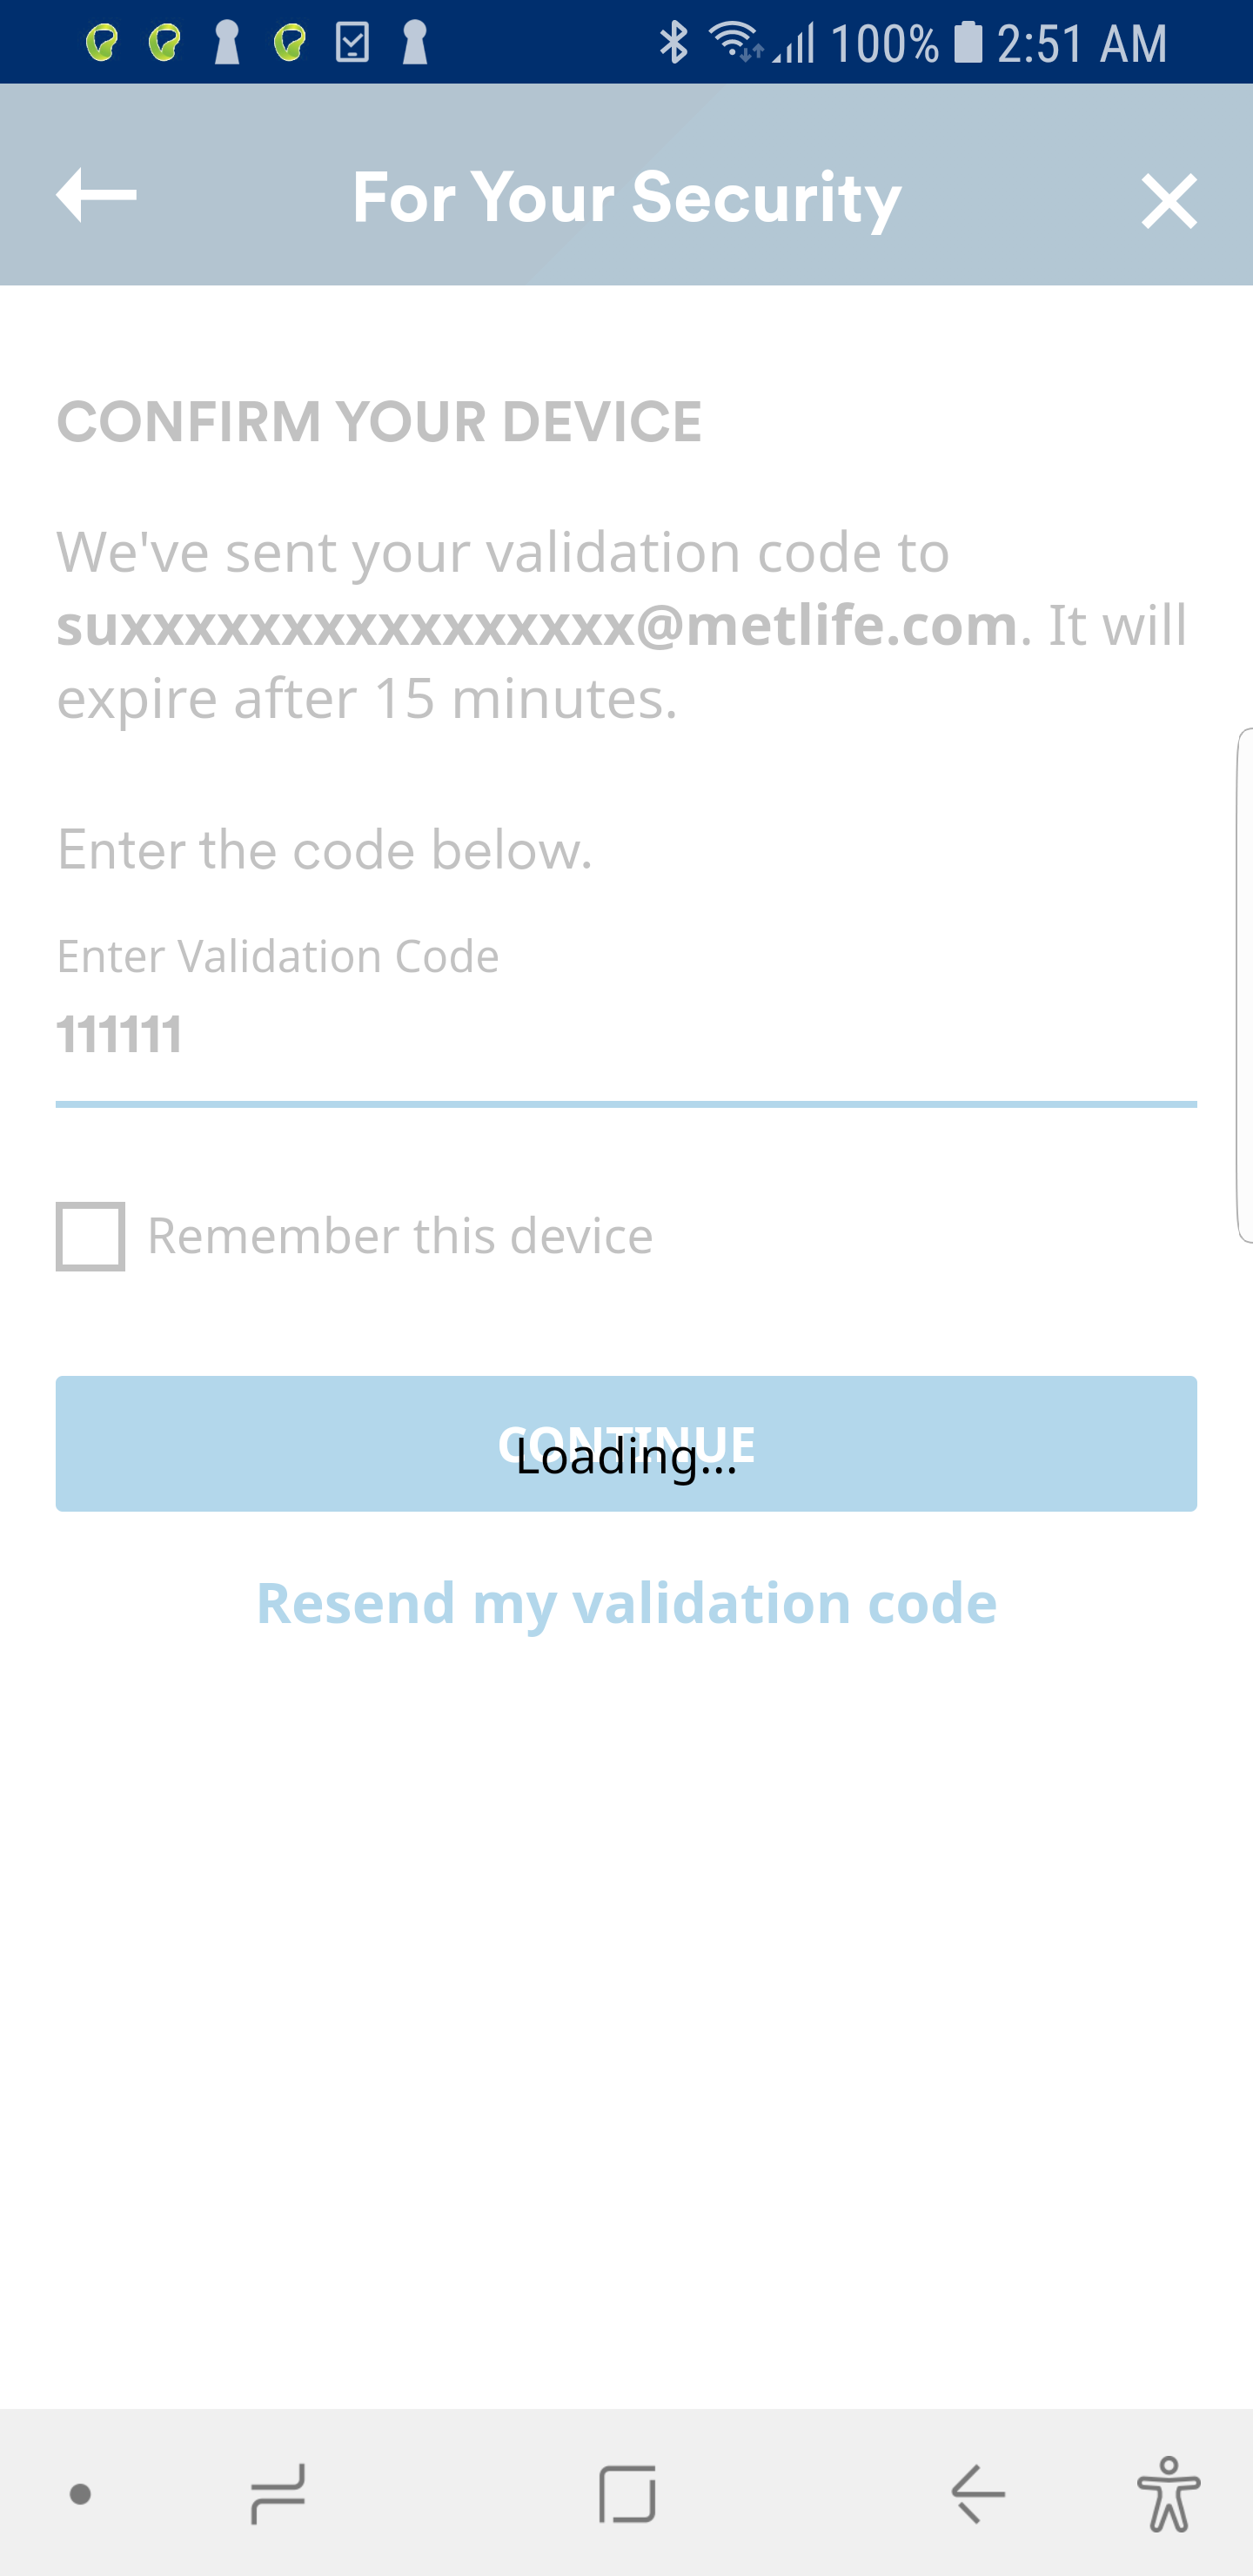 100% 2:51 AM
For Your Security
CONFIRM YOUR DEVICE
We've sent your validation code to
suxxxxxxxxxxxxxxxx@metlife.com. It will
expire after 15 minutes.
Enter the code below.
Enter Validation Code
111111
Remember this device
CONTINUE
Loading...
Resend my validation code